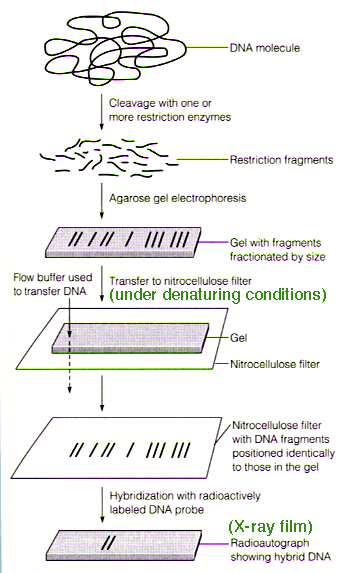 DNA molecule
Cleavage with one or
more restriction enzymes
Restriction fragments
Agarose gel electrophoresis
Gel with fragments
fractionated by size
Flow buffer used
to transfer DNA
Transfer to nitrocellulose filter
(under denaturing conditions)
Gel
Nitrocellulose filter
Nitrocellulose filter
with DNA fragments
positioned identically
to those in the gel
Hybridization with radioactively
labeled DNA probe
(X-ray film)
Radioautograph
showing hybrid DNA